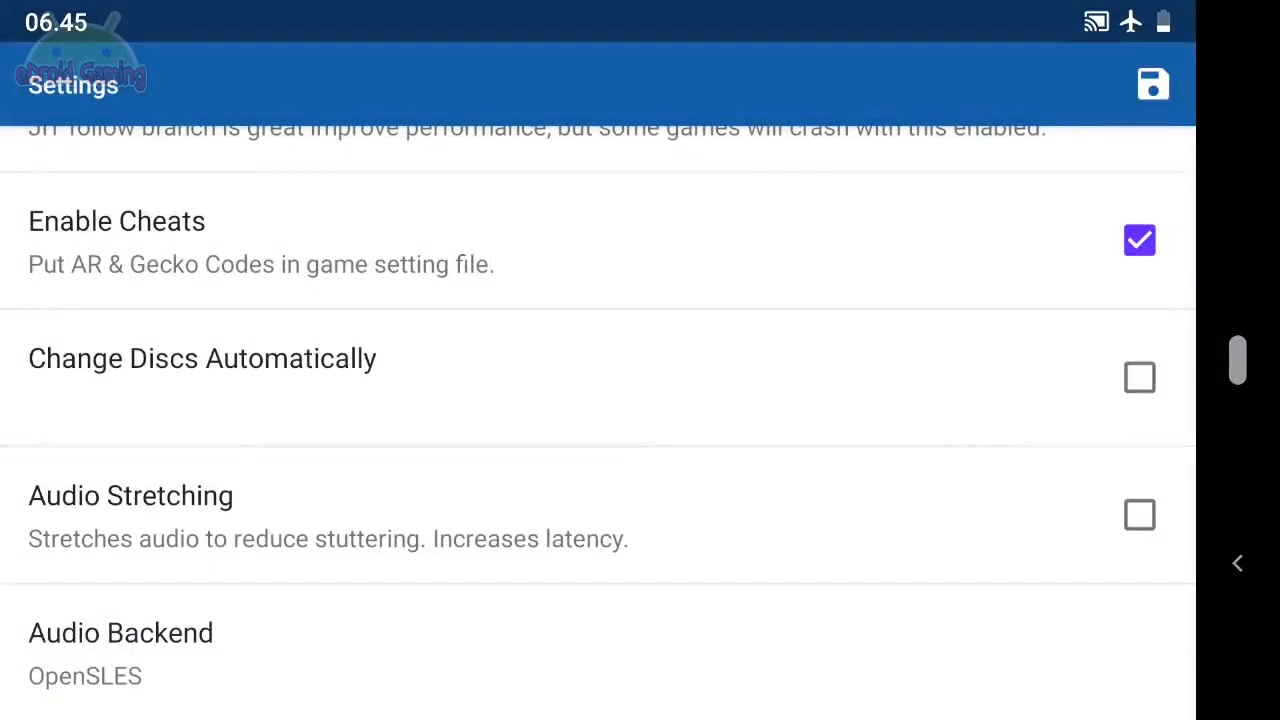 06.45
eDroid Gaming
Settings
JIT follow branch is great improve performance, but some games will crash with this enabled.
Enable Cheats
Put AR & Gecko Codes in game setting file.
Change Discs Automatically
Audio Stretching
Stretches audio to reduce stuttering. Increases latency.
Audio Backend
OpenSLES